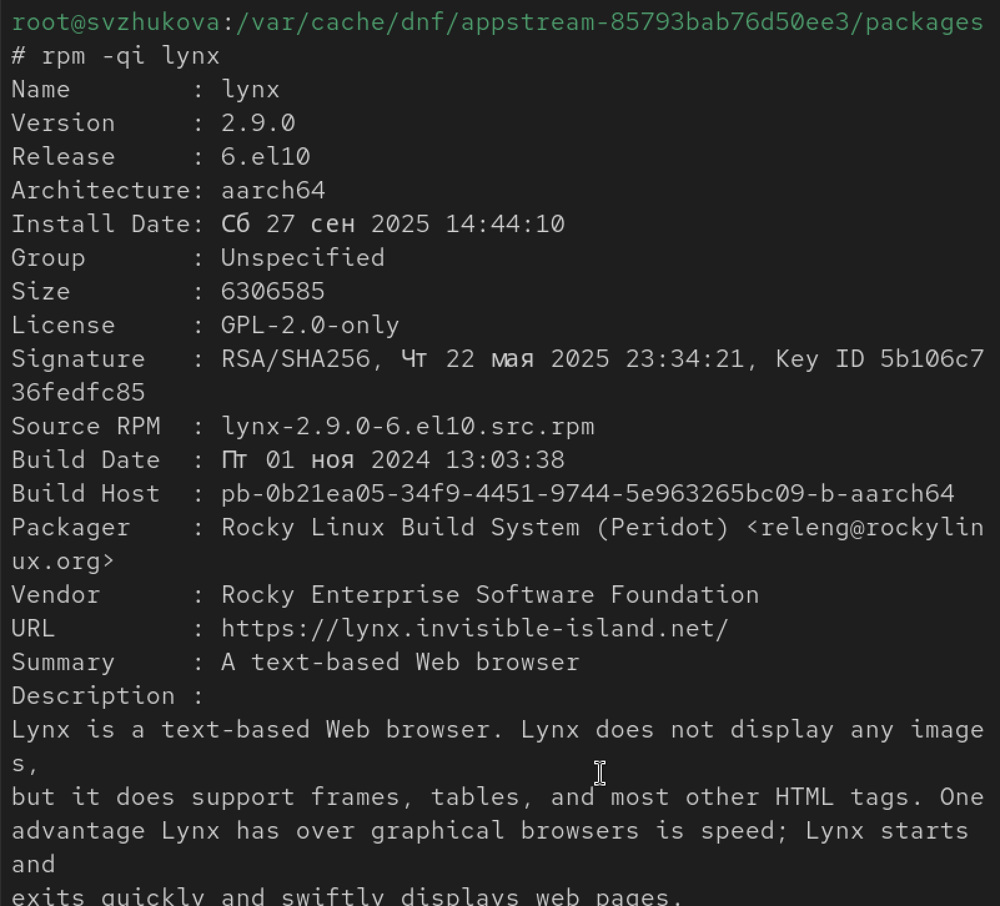 root@svzhukova:/var/cache/dnf/appstream-85793bab76d50ee3/packages
# rpm -qi lynx
Name        : lynx
Version     : 2.9.0
Release     : 6.el10
Architecture: aarch64
Install Date: Сб 27 сен 2025 14:44:10
Group       : Unspecified
Size        : 6306585
License     : GPL-2.0-only
Signature   : RSA/SHA256, Чт 22 мая 2025 23:34:21, Key ID 5b106c7
36fedfc85
Source RPM  : lynx-2.9.0-6.el10.src.rpm
Build Date  : Пт 01 ноя 2024 13:03:38
Build Host  : pb-0b21ea05-34f9-4451-9744-5e963265bc09-b-aarch64
Packager    : Rocky Linux Build System (Peridot) <releng@rockylin
ux.org>
Vendor      : Rocky Enterprise Software Foundation
URL         : https://lynx.invisible-island.net/
Summary     : A text-based Web browser
Description :
Lynx is a text-based Web browser. Lynx does not display any image
s,
but it does support frames, tables, and most other HTML tags. One
advantage Lynx has over graphical browsers is speed; Lynx starts
and
exits quickly and swiftly displays web pages.